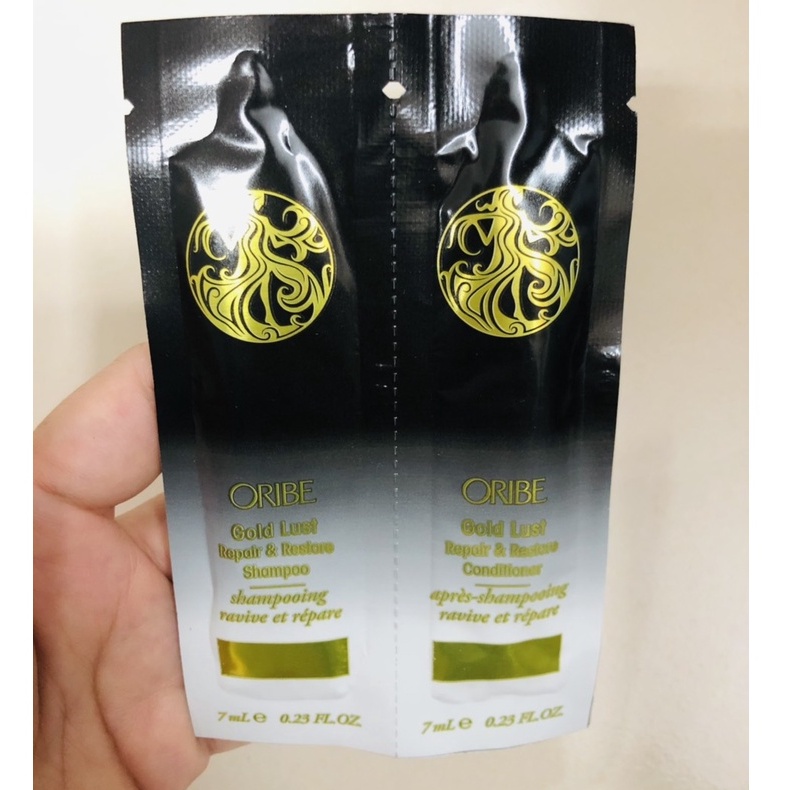 ORIBE
Gold Lust
Repair & Restore
Shampoo
shampooing
ravive et répare
7 mL ℮ 0.23 FL.OZ.
ORIBE
Gold Lust
Repair & Restore
Conditioner
après-shampooing
ravive et répare
7 mL ℮ 0.23 FL.OZ.